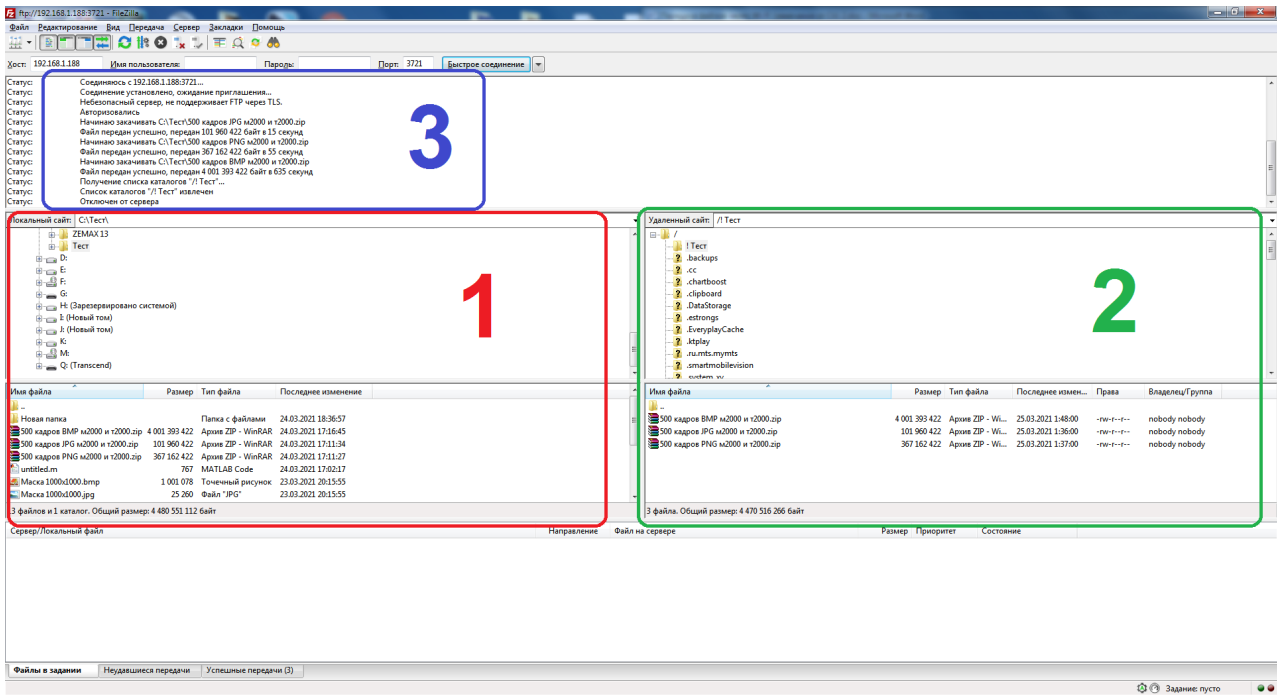 ftp://192.168.1.188:3721 - FileZilla
Файл Редактирование Вид Передача Сервер Закладки Помощь
Хост: 192.168.1.188 Имя пользователя: Пароль: Порт: 3721 Быстрое соединение
Статус: Соединяюсь с 192.168.1.188:3721...
Статус: Соединение установлено, ожидание приглашения...
Статус: Небезопасный сервер, не поддерживает FTP через TLS.
Статус: Авторизовались
Статус: Начинаю закачивать C:\Тест\500 кадров JPG м2000 и т2000.zip
Статус: Файл передан успешно, передан 101 960 422 байт в 15 секунд
Статус: Начинаю закачивать C:\Тест\500 кадров PNG м2000 и т2000.zip
Статус: Файл передан успешно, передан 367 162 422 байт в 55 секунд
Статус: Начинаю закачивать C:\Тест\500 кадров BMP м2000 и т2000.zip
Статус: Файл передан успешно, передан 4 001 393 422 байт в 635 секунд
Статус: Получение списка каталогов "/! Тест"...
Статус: Список каталогов "/! Тест" извлечен
Статус: Отключен от сервера
3
Локальный сайт: C:\Тест\
ZEMAX 13
Тест
D:
E:
F:
G:
H: (Зарезервировано системой)
I: (Новый том)
J: (Новый том)
K:
M:
Q: (Transcend)
1
Имя файла Размер Тип файла Последнее изменение
..
Новая папка Папка с файлами 24.03.2021 18:36:57
500 кадров BMP м2000 и т2000.zip 4 001 393 422 Архив ZIP - WinRAR 24.03.2021 17:16:45
500 кадров JPG м2000 и т2000.zip 101 960 422 Архив ZIP - WinRAR 24.03.2021 17:11:34
500 кадров PNG м2000 и т2000.zip 367 162 422 Архив ZIP - WinRAR 24.03.2021 17:11:27
untitled.m 767 MATLAB Code 24.03.2021 17:02:17
Маска 1000x1000.bmp 1 001 078 Точечный рисунок 23.03.2021 20:15:55
Маска 1000x1000.jpg 25 260 Файл "JPG" 23.03.2021 20:15:55
13 файлов и 1 каталог. Общий размер: 4 480 551 112 байт
Удаленный сайт: /! Тест
/
! Тест
.backups
.cc
.chartboost
.clipboard
.DataStorage
.estrongs
.EveryplayCache
.ktplay
.ru.mts.mymts
.smartmobilevision
2
Имя файла Размер Тип файла Последнее измен... Права Владелец/Группа
..
500 кадров BMP м2000 и т2000.zip 4 001 393 422 Архив ZIP - Wi... 25.03.2021 1:48:00 -rw-r--r-- nobody nobody
500 кадров JPG м2000 и т2000.zip 101 960 422 Архив ZIP - Wi... 25.03.2021 1:36:00 -rw-r--r-- nobody nobody
500 кадров PNG м2000 и т2000.zip 367 162 422 Архив ZIP - Wi... 25.03.2021 1:37:00 -rw-r--r-- nobody nobody
3 файла. Общий размер: 4 470 516 266 байт
Сервер/Локальный файл Направление Файл на сервере Размер Приоритет Состояние
Файлы в задании Неудавшиеся передачи Успешные передачи (3)
Задание: пусто